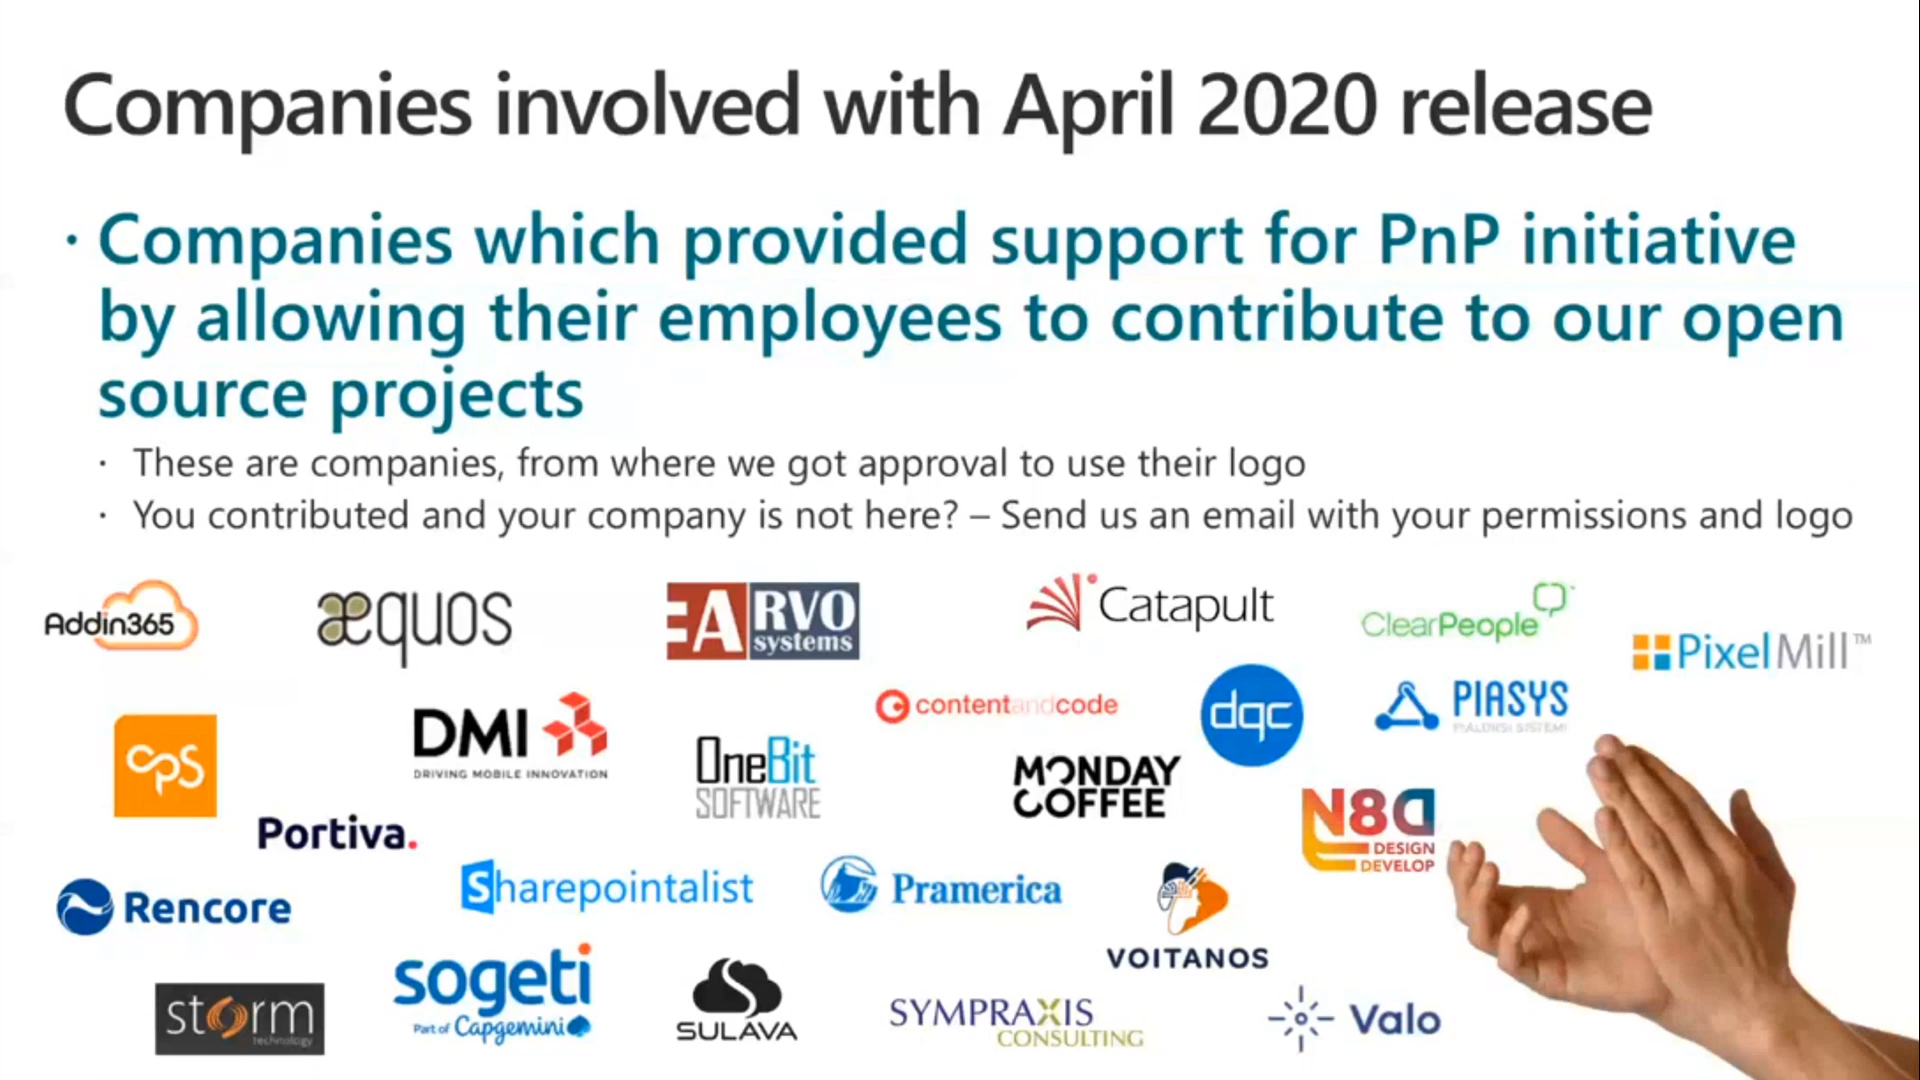 Companies involved with April 2020 release
· Companies which provided support for PnP initiative
by allowing their employees to contribute to our open
source projects
· These are companies, from where we got approval to use their logo
· You contributed and your company is not here? – Send us an email with your permissions and logo
Addin365
æquos
ARVO
systems
Catapult
ClearPeople
PixelMill™
cps
DMI
DRIVING MOBILE INNOVATION
contentandcode
dqc
PIASYS
OneBit
SOFTWARE
MONDAY
COFFEE
N8D
DESIGN
DEVELOP
Portiva.
Rencore
Sharepointalist
Pramerica
VOITANOS
storm
technology
sogeti
Part of Capgemini
SULAVA
SYMPRAXIS
CONSULTING
Valo